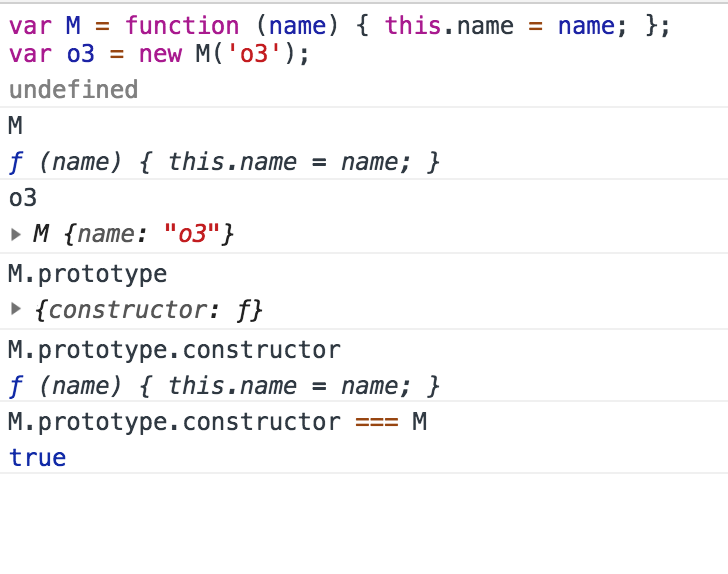 var M = function (name) { this.name = name; };
var o3 = new M('o3');
undefined
M
ƒ (name) { this.name = name; }
o3
▸ M {name: "o3"}
M.prototype
▸ {constructor: ƒ}
M.prototype.constructor
ƒ (name) { this.name = name; }
M.prototype.constructor === M
true